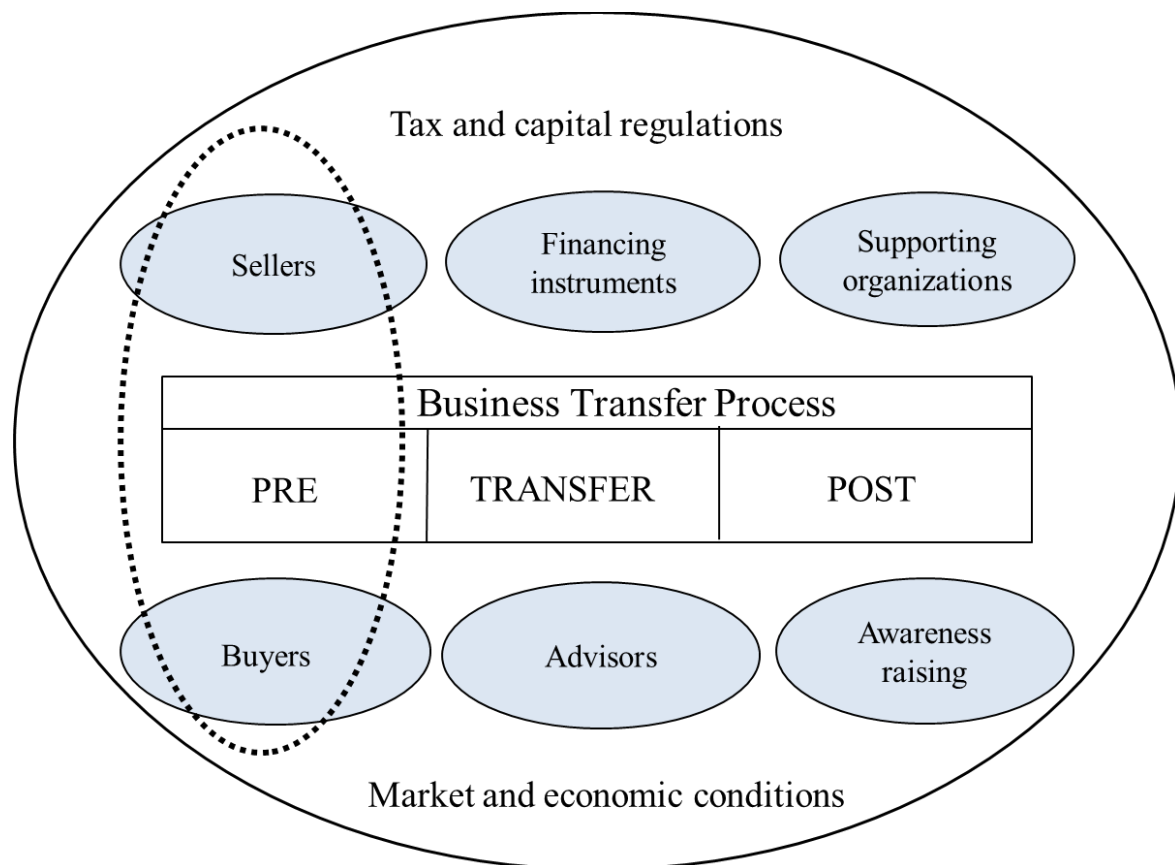 Tax and capital regulations
Sellers
Financing
instruments
Supporting
organizations
Business Transfer Process
PRE
TRANSFER
POST
Buyers
Advisors
Awareness
raising
Market and economic conditions